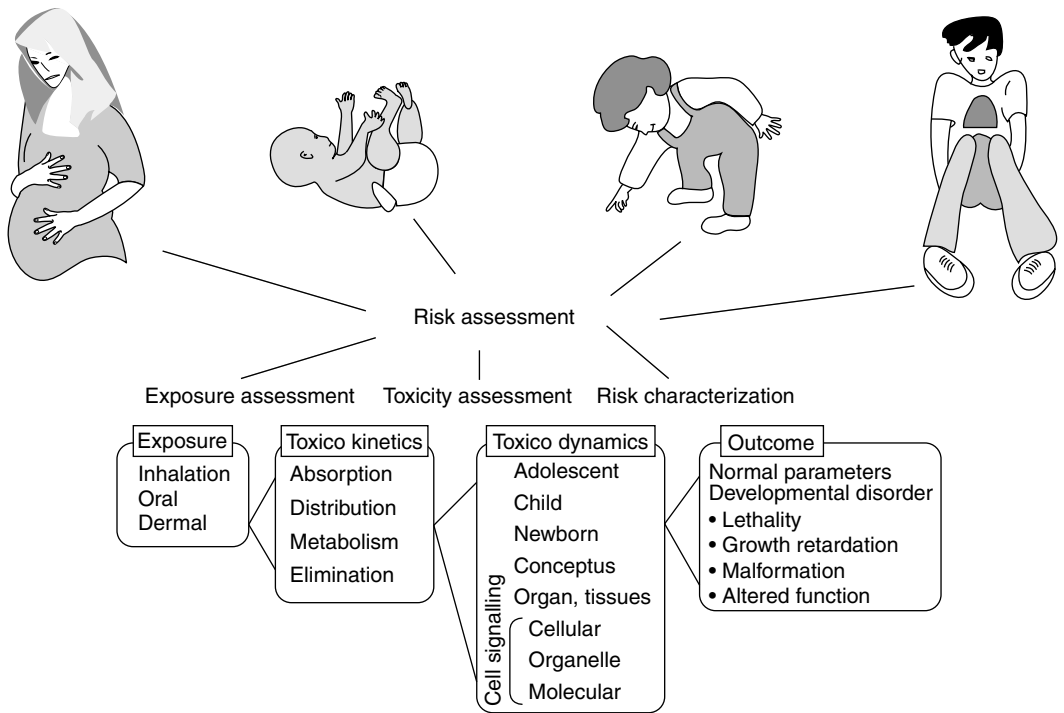 Risk assessment
Exposure assessment
Toxicity assessment
Risk characterization
Exposure
Inhalation
Oral
Dermal
Toxico kinetics
Absorption
Distribution
Metabolism
Elimination
Toxico dynamics
Adolescent
Child
Newborn
Conceptus
Organ, tissues
Cell signalling
Cellular
Organelle
Molecular
Outcome
Normal parameters
Developmental disorder
• Lethality
• Growth retardation
• Malformation
• Altered function